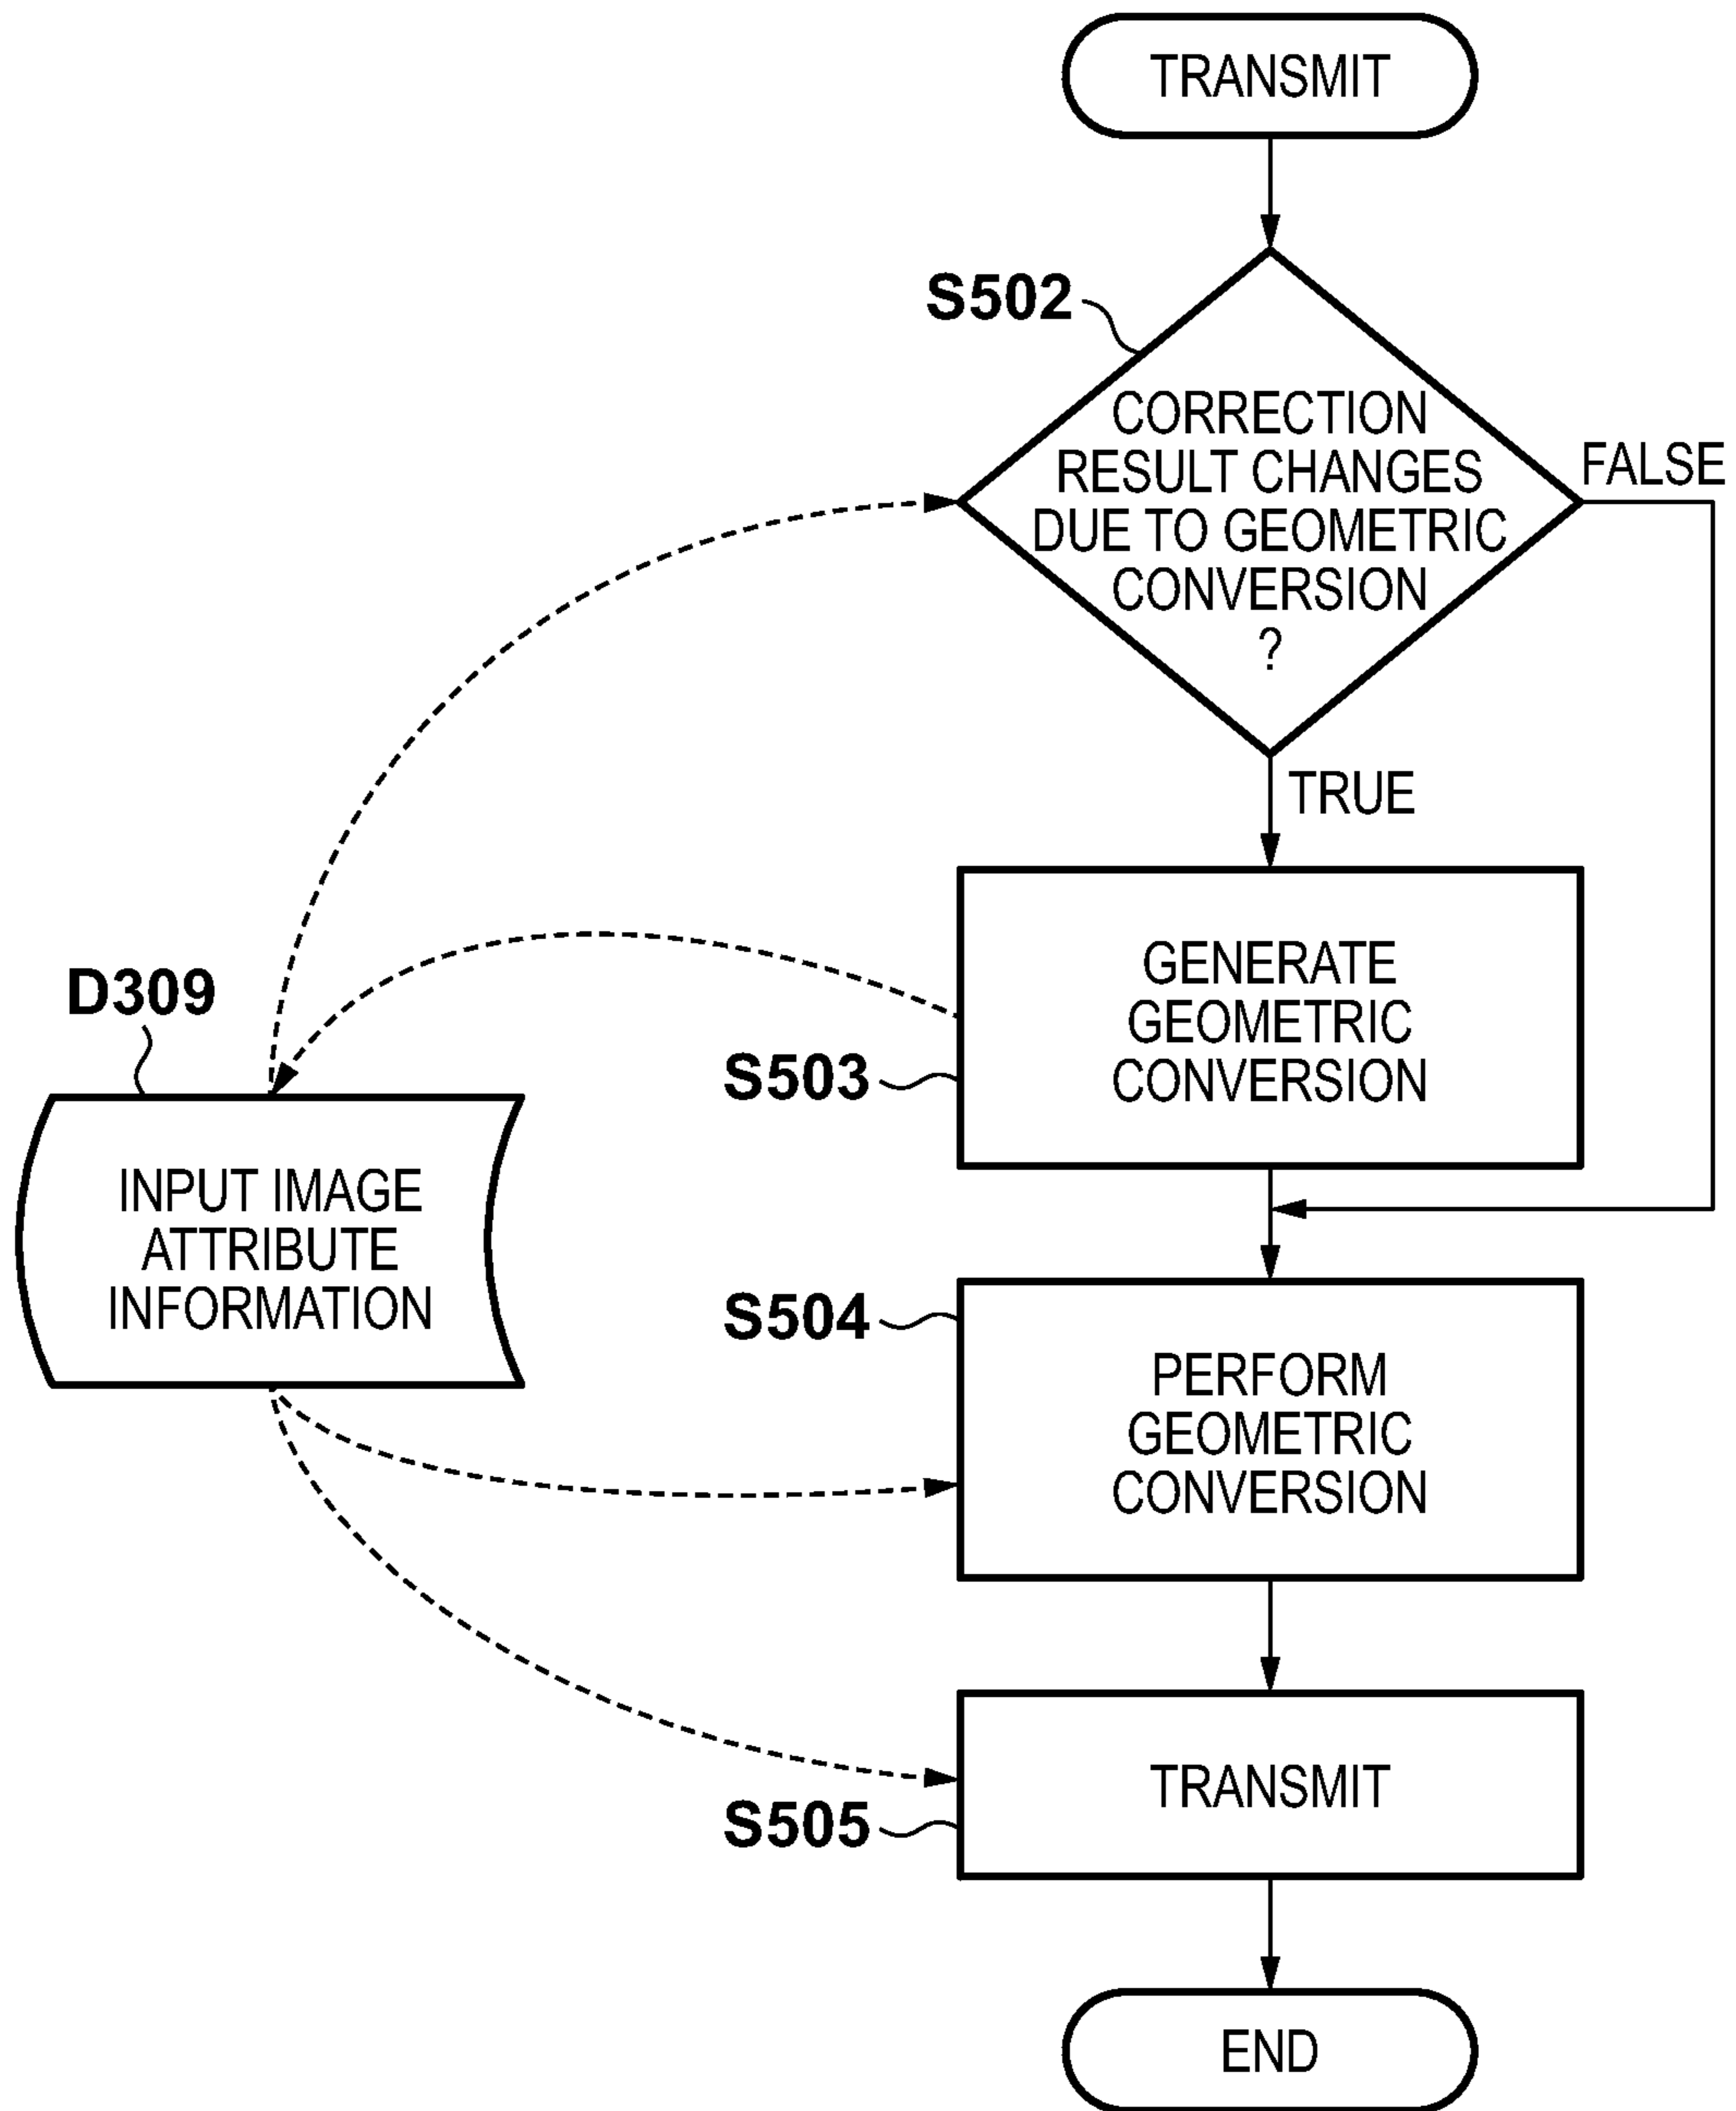 TRANSMIT
S502
CORRECTION
RESULT CHANGES
DUE TO GEOMETRIC
CONVERSION
?
FALSE
TRUE
GENERATE
GEOMETRIC
CONVERSION
S503
D309
INPUT IMAGE
ATTRIBUTE
INFORMATION
S504
PERFORM
GEOMETRIC
CONVERSION
TRANSMIT
S505
END